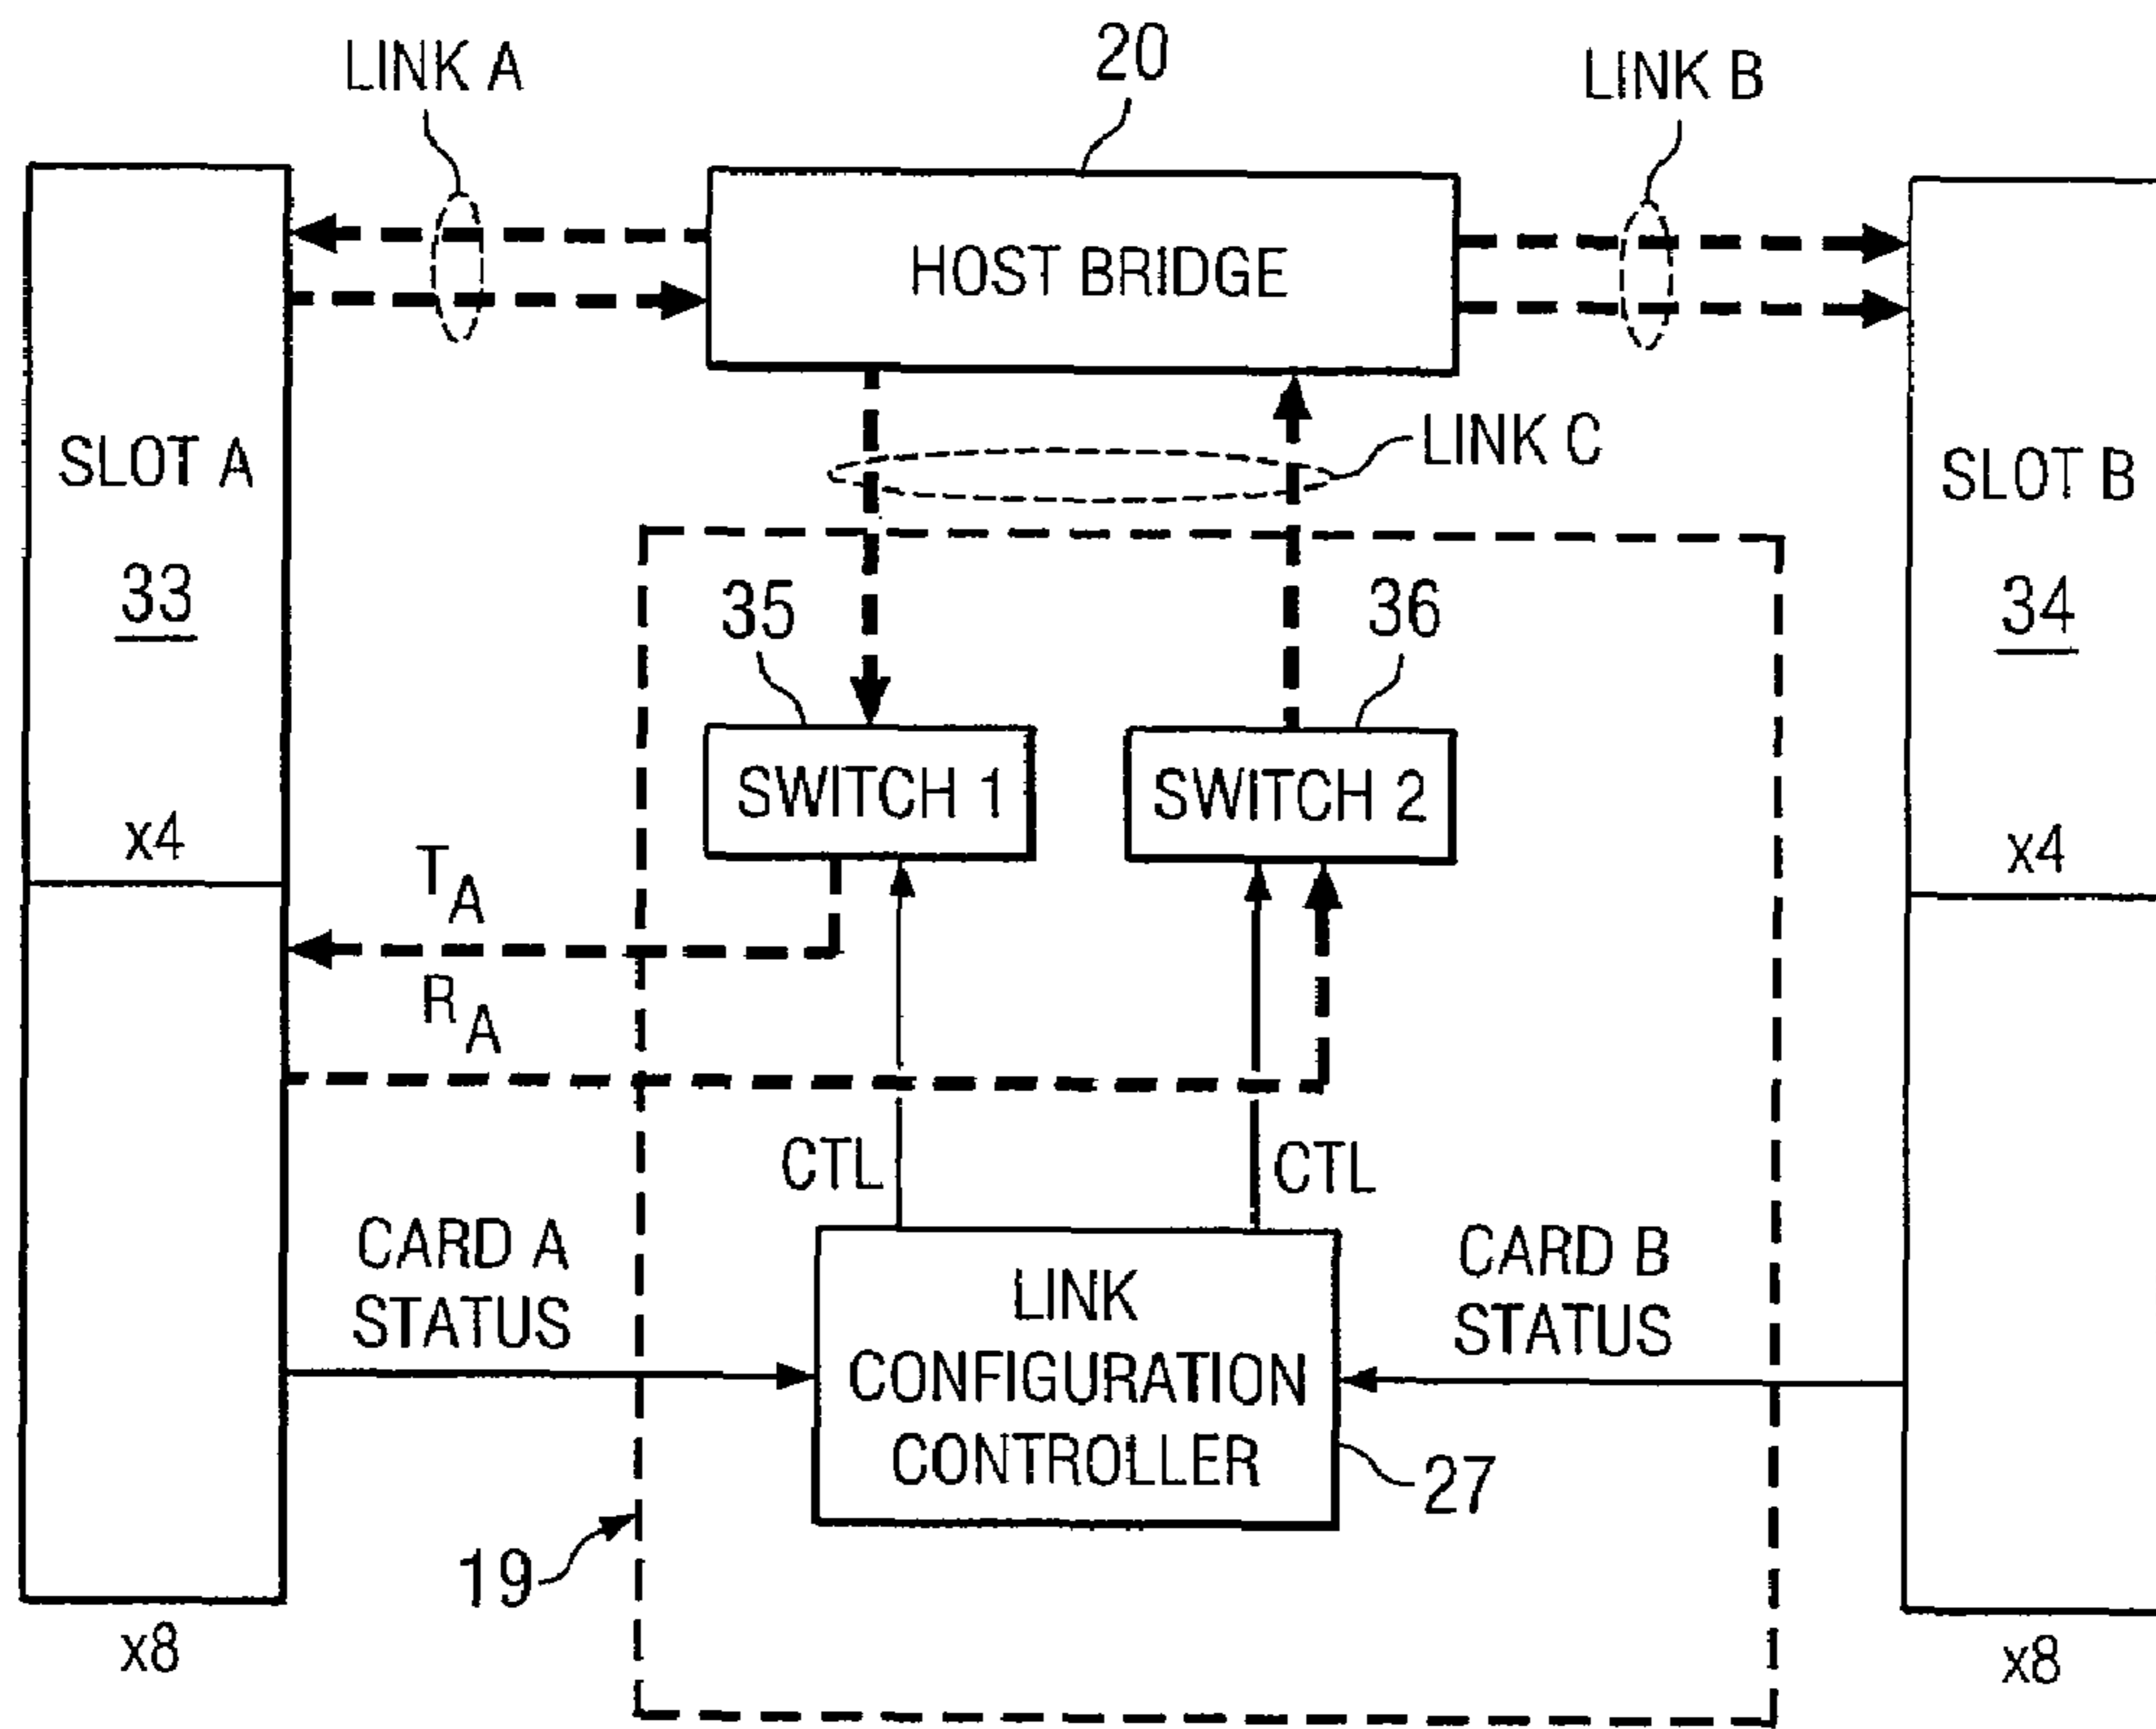 LINK A
20
LINK B
HOST BRIDGE
LINK C
SLOT A
33
SLOT B
34
35
36
SWITCH 1
SWITCH 2
x4
x4
TA
RA
CTL
CTL
CARD A
STATUS
LINK
CONFIGURATION
CONTROLLER
CARD B
STATUS
27
19
x8
x8